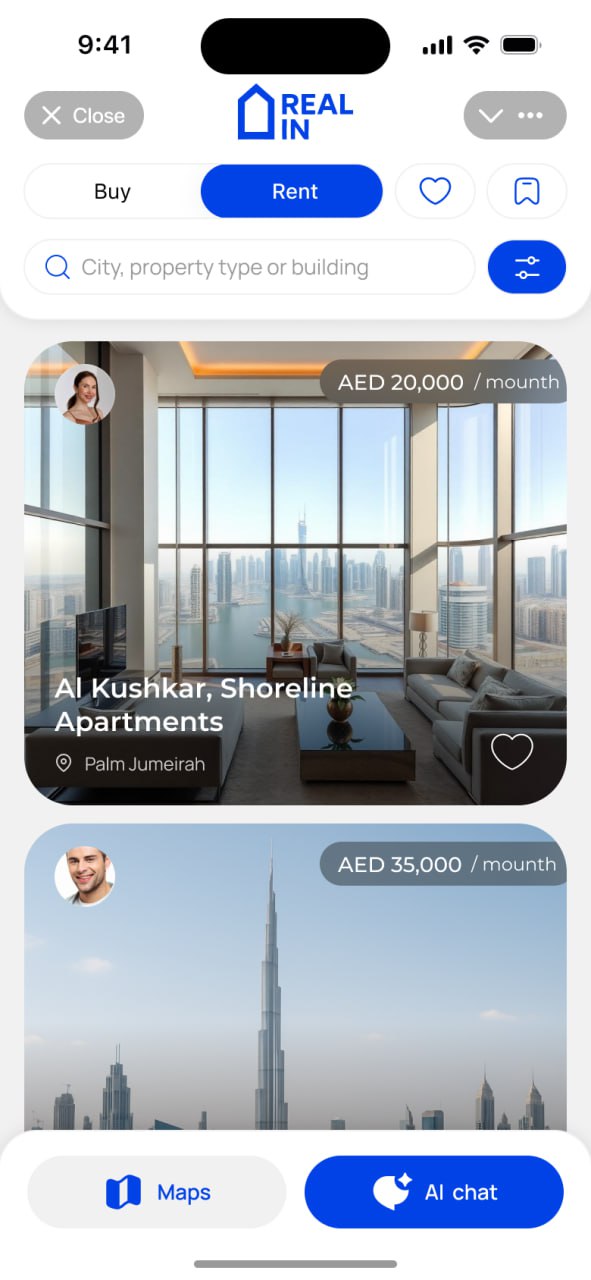 9:41
Close
REAL
IN
Buy
Rent
City, property type or building
AED 20,000 / mounth
Al Kushkar, Shoreline
Apartments
Palm Jumeirah
AED 35,000 / mounth
Maps
AI chat